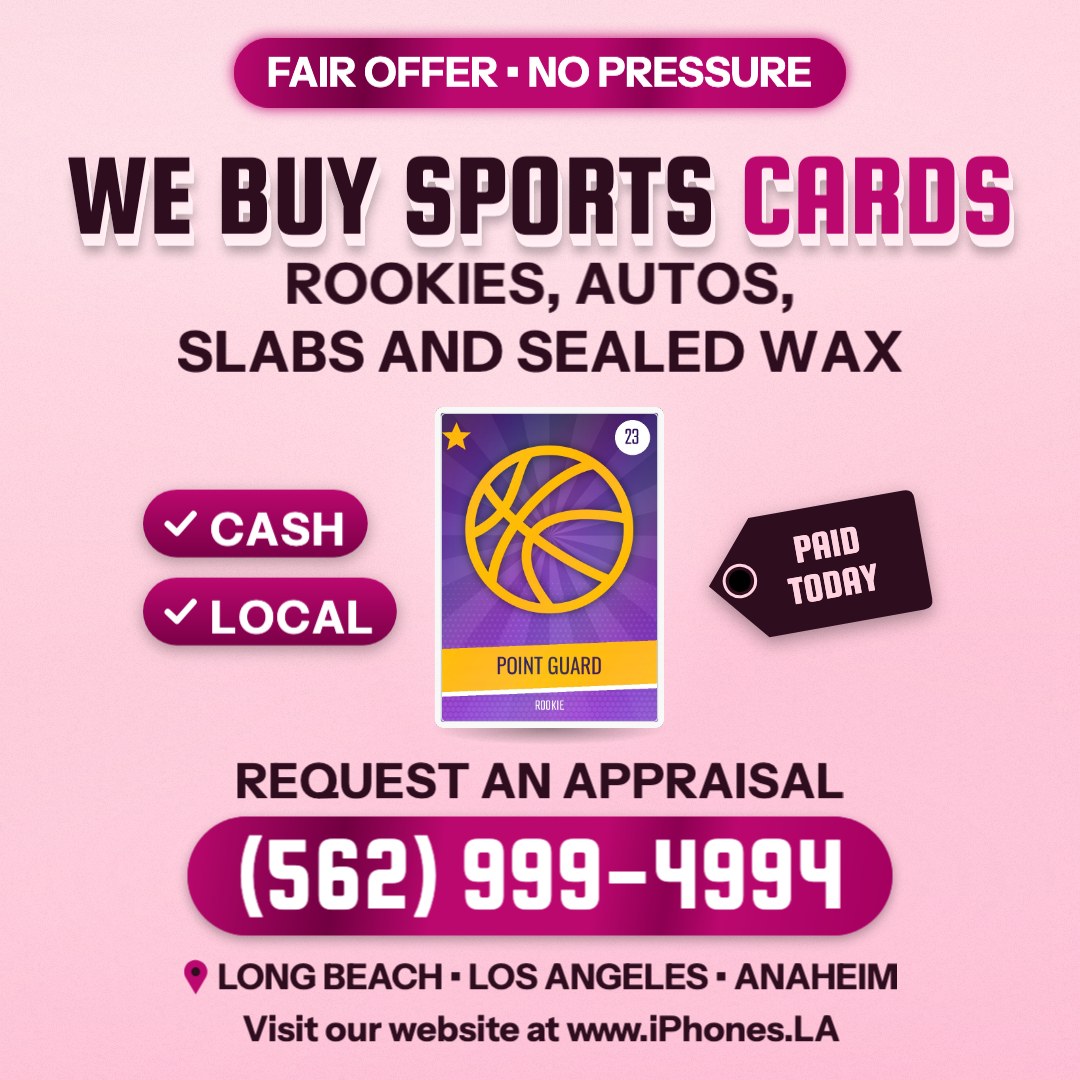 FAIR OFFER ▪ NO PRESSURE
WE BUY SPORTS CARDS
ROOKIES, AUTOS,
SLABS AND SEALED WAX
23
CASH
LOCAL
POINT GUARD
ROOKIE
PAID
TODAY
REQUEST AN APPRAISAL
(562) 999-4994
LONG BEACH ▪ LOS ANGELES ▪ ANAHEIM
Visit our website at www.iPhones.LA